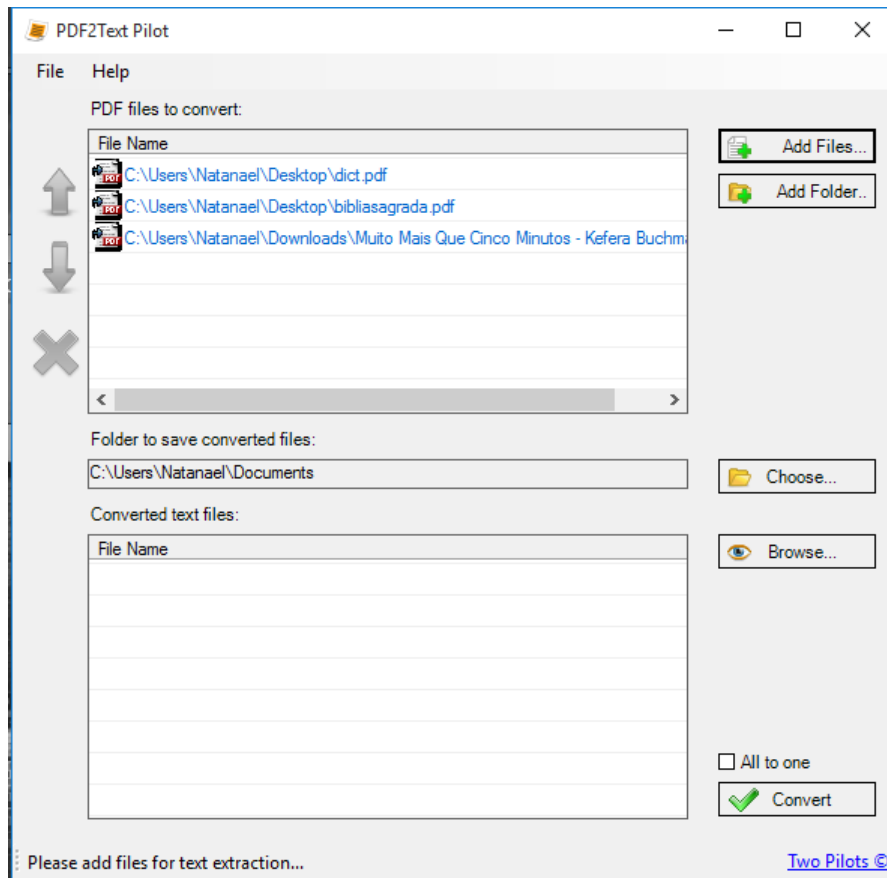 PDF2Text Pilot
File Help
PDF files to convert:
File Name
C:\Users\Natanael\Desktop\dict.pdf
C:\Users\Natanael\Desktop\bibliasagrada.pdf
C:\Users\Natanael\Downloads\Muito Mais Que Cinco Minutos - Kefera Buchma
Add Files...
Add Folder..
Folder to save converted files:
C:\Users\Natanael\Documents
Choose...
Converted text files:
File Name
Browse...
All to one
Convert
Please add files for text extraction...
Two Pilots ©